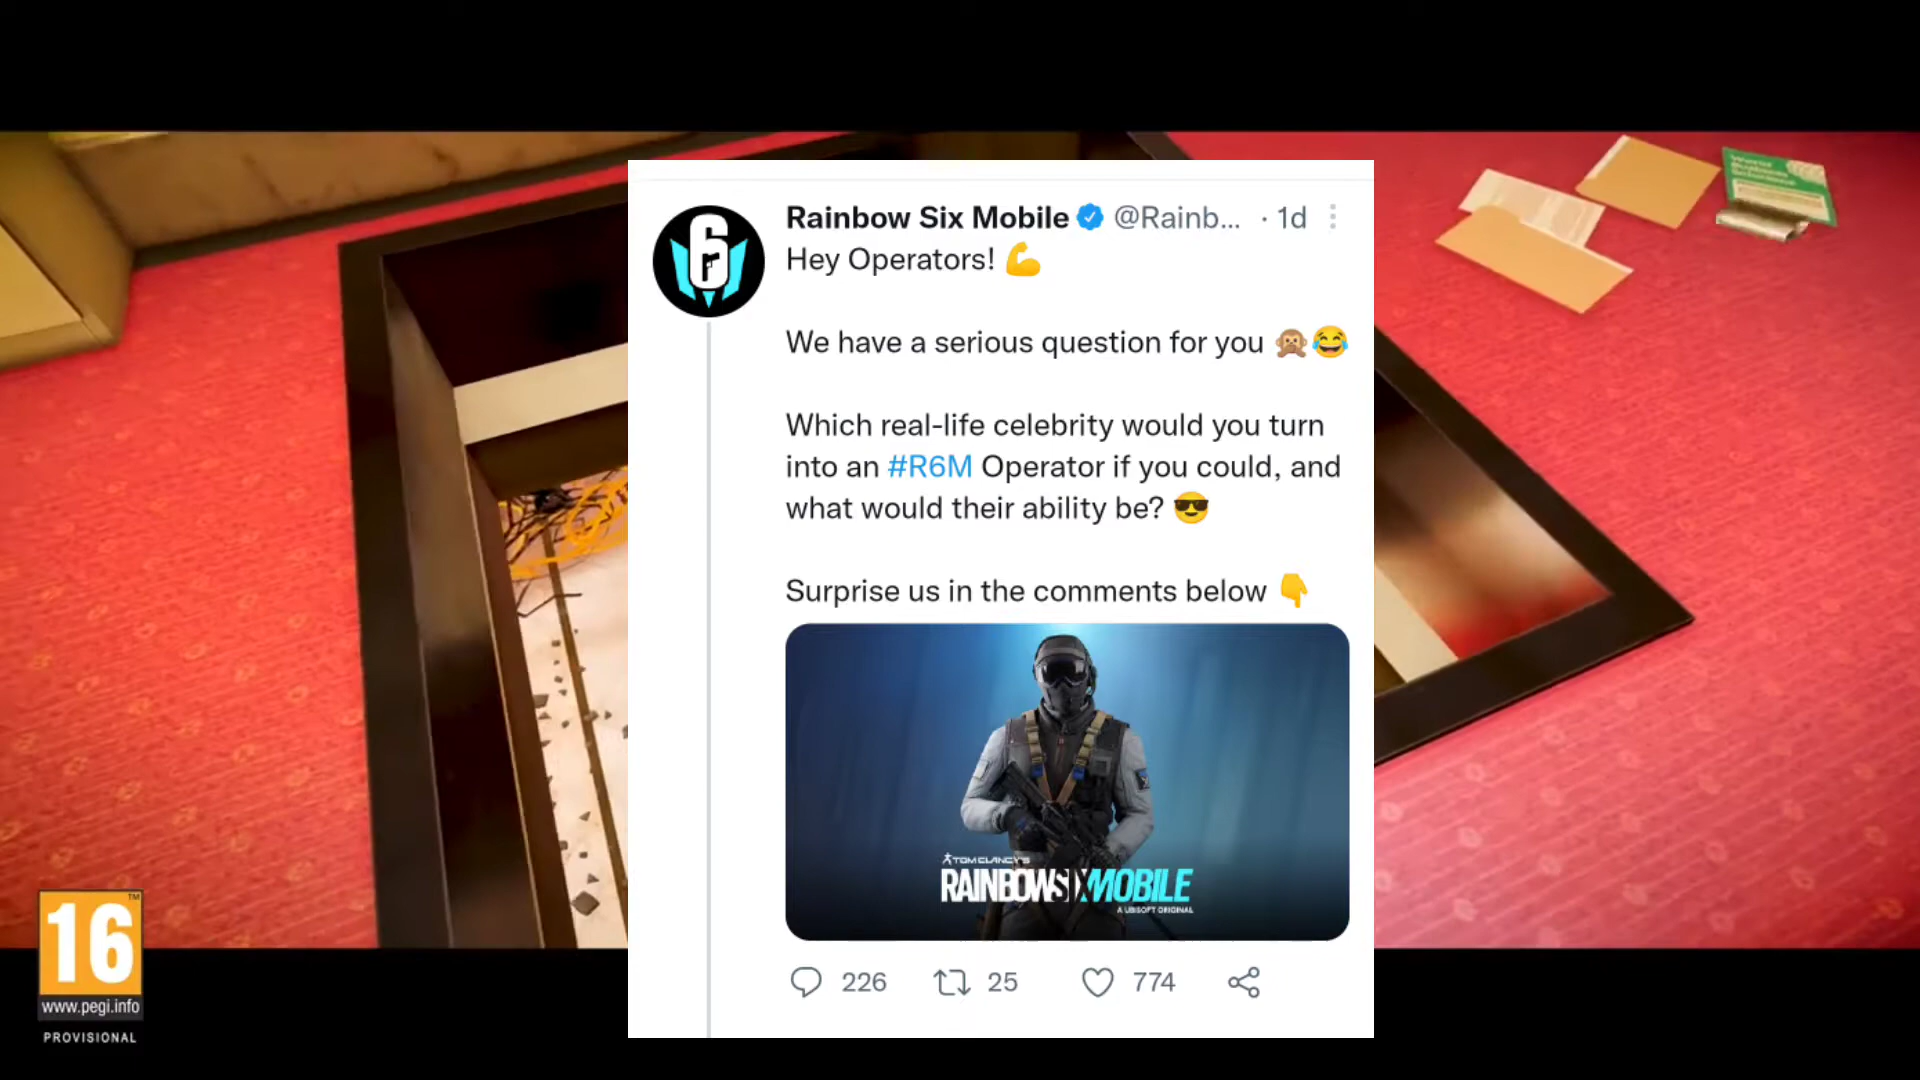 Rainbow Six Mobile @Rainb... · 1d
Hey Operators! 💪
We have a serious question for you 🙊😂
Which real-life celebrity would you turn
into an #R6M Operator if you could, and
what would their ability be? 😎
Surprise us in the comments below 👇
TOM CLANCY'S
RAINBOWSIX MOBILE
A UBISOFT ORIGINAL
226 25 774
16
www.pegi.info
PROVISIONAL